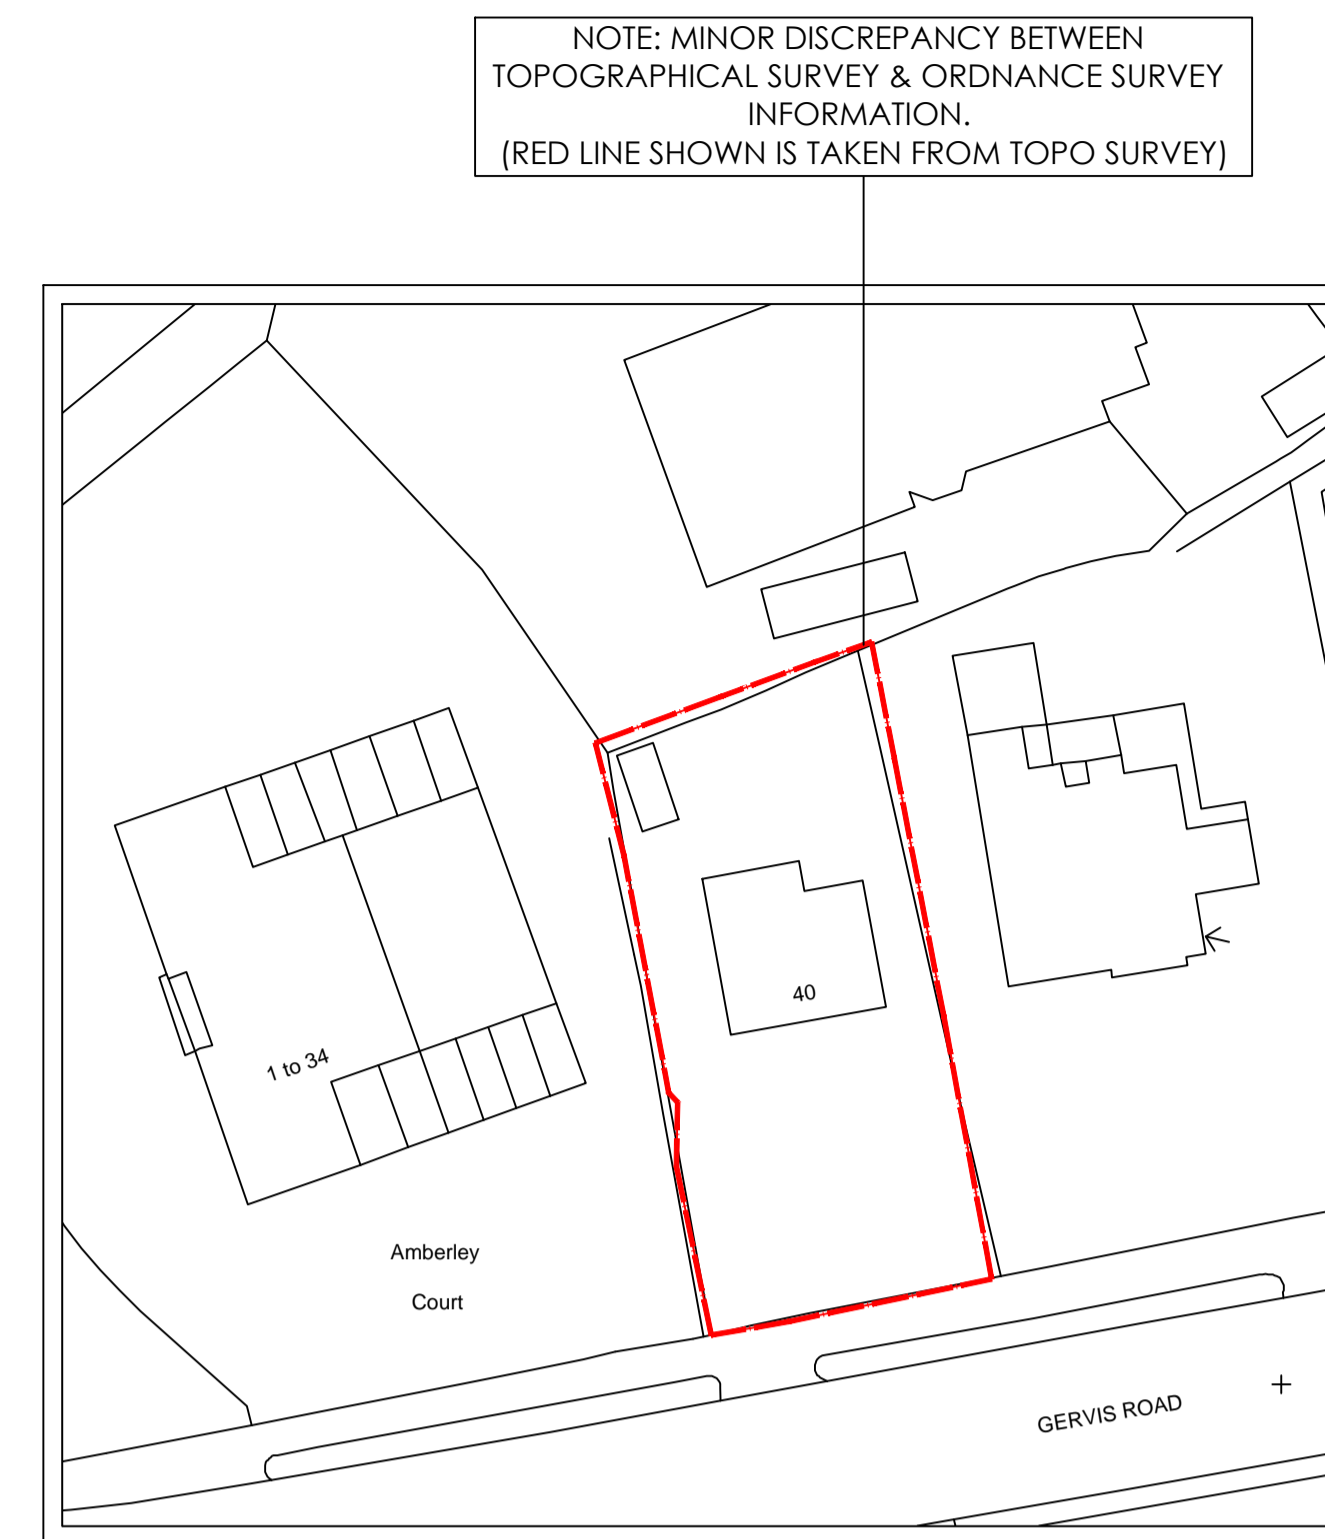 NOTE: MINOR DISCREPANCY BETWEEN
TOPOGRAPHICAL SURVEY & ORDNANCE SURVEY
INFORMATION.
(RED LINE SHOWN IS TAKEN FROM TOPO SURVEY)
40
1 to 34
Amberley
Court
GERVIS ROAD